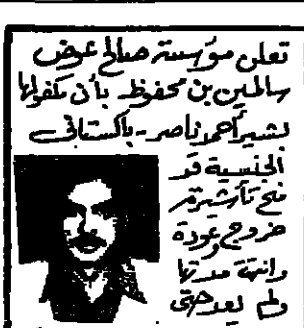 تعلن مؤسسة صالح عوض
سالمين بن محفوظ بأن مكفولها
بشير أحمد ناصر - باكستاني
الجنسية قد
منح تأشيرة
خروج وعودة
وانتهت مدتها
ولم يعد حتى